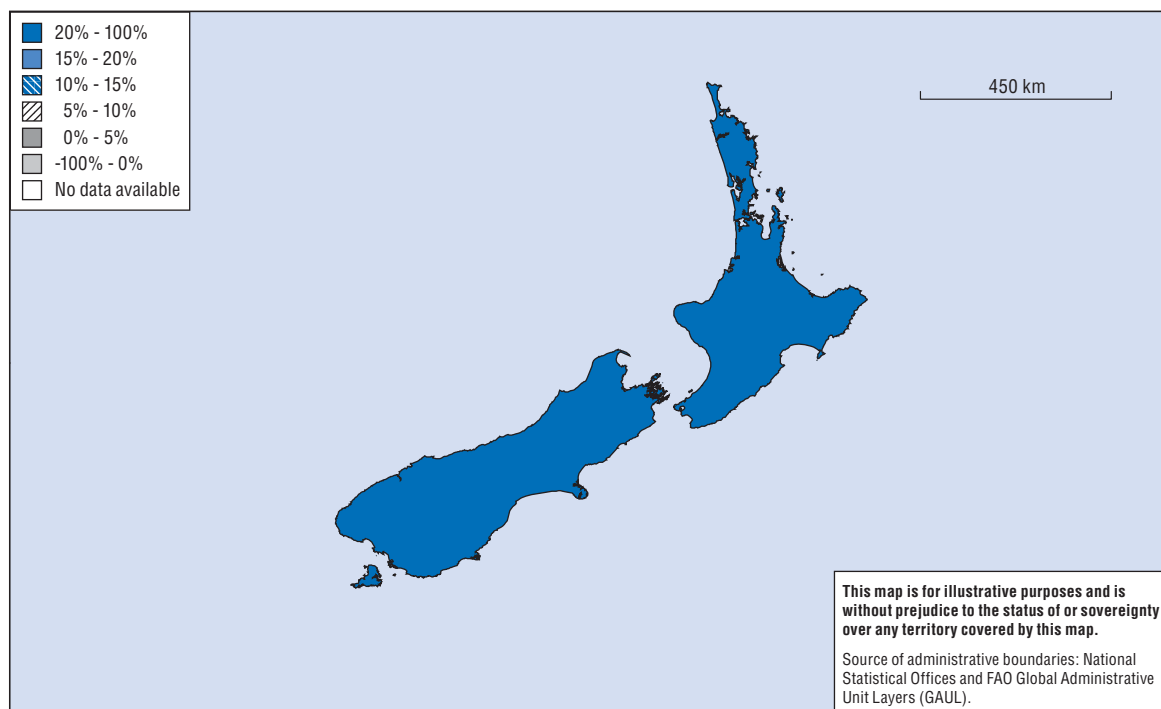 20% - 100%
15% - 20%
10% - 15%
5% - 10%
0% - 5%
-100% - 0%
No data available
450 km
This map is for illustrative purposes and is
without prejudice to the status of or sovereignty
over any territory covered by this map.
Source of administrative boundaries: National
Statistical Offices and FAO Global Administrative
Unit Layers (GAUL).